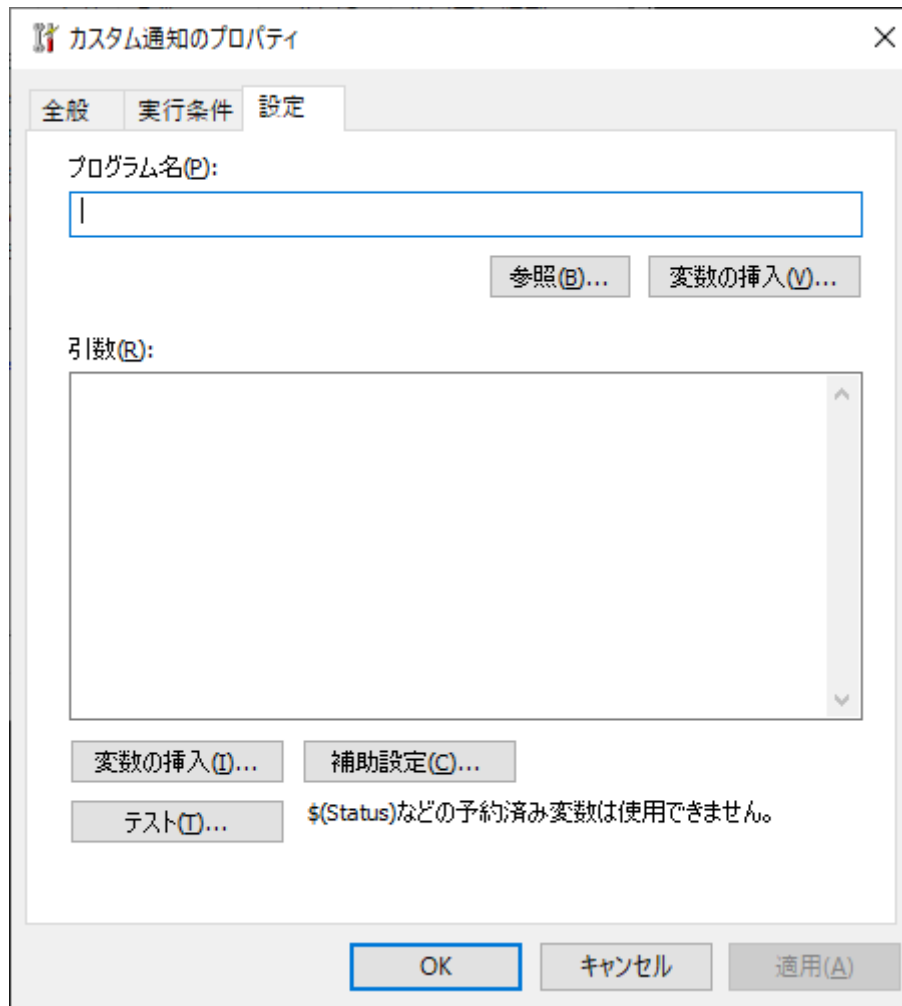 カスタム通知のプロパティ
全般 実行条件 設定
プログラム名(P):
参照(B)... 変数の挿入(V)...
引数(R):
変数の挿入(I)... 補助設定(C)...
テスト(T)... $(Status)などの予約済み変数は使用できません。
OK キャンセル 適用(A)